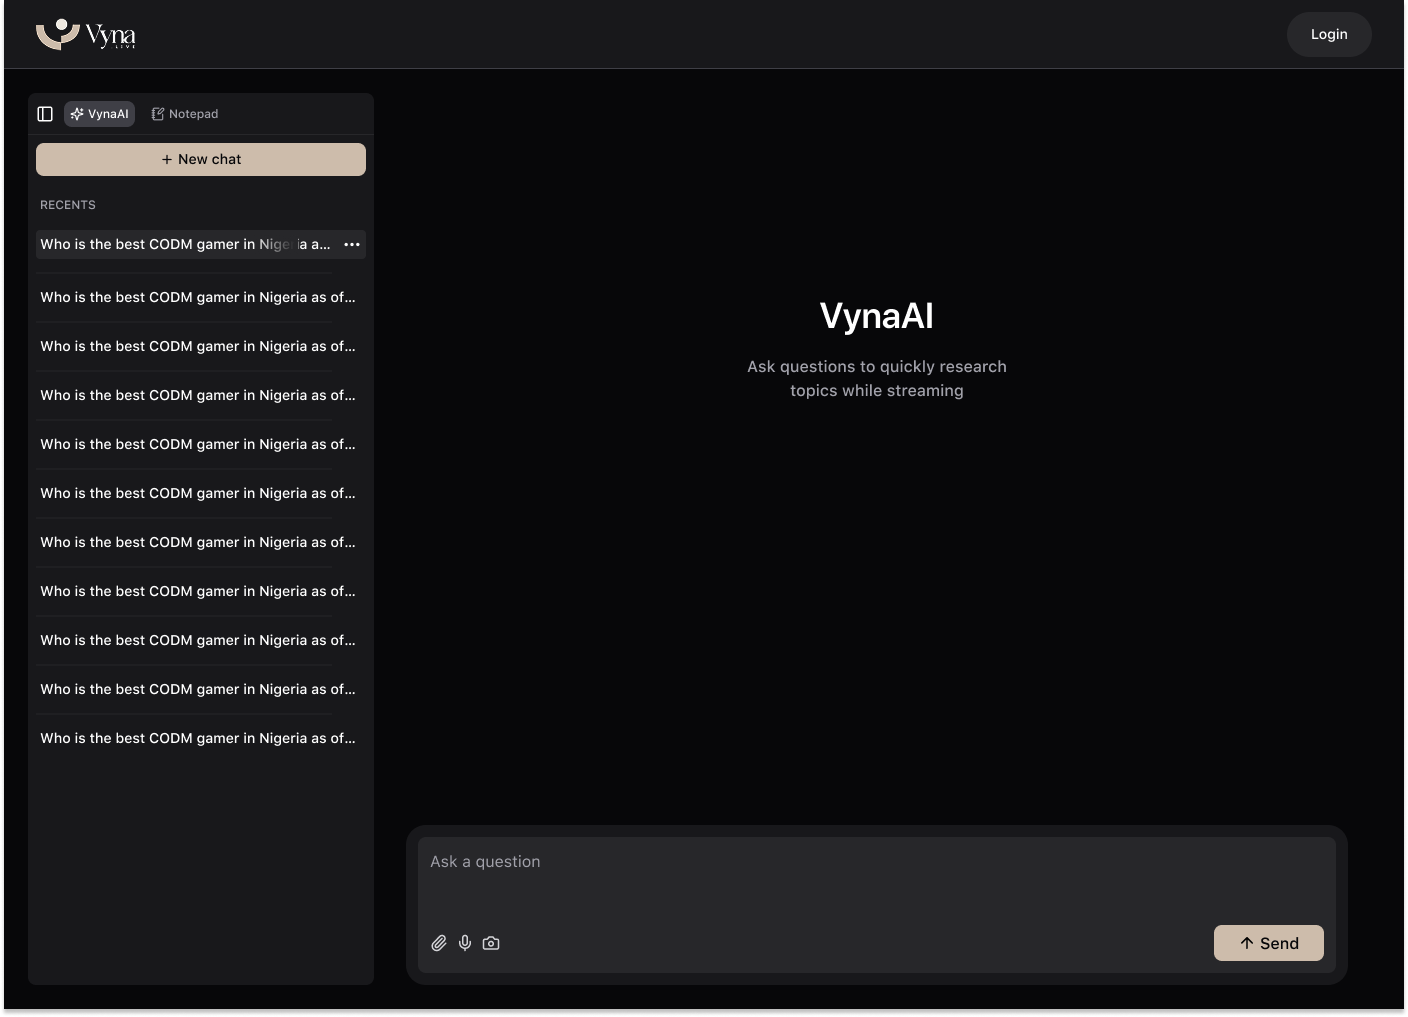 Vyna
LIVE
Login
VynaAI
Notepad
+ New chat
RECENTS
Who is the best CODM gamer in Nigeria a...
Who is the best CODM gamer in Nigeria as of...
Who is the best CODM gamer in Nigeria as of...
Who is the best CODM gamer in Nigeria as of...
Who is the best CODM gamer in Nigeria as of...
Who is the best CODM gamer in Nigeria as of...
Who is the best CODM gamer in Nigeria as of...
Who is the best CODM gamer in Nigeria as of...
Who is the best CODM gamer in Nigeria as of...
Who is the best CODM gamer in Nigeria as of...
Who is the best CODM gamer in Nigeria as of...
VynaAI
Ask questions to quickly research
topics while streaming
Ask a question
Send